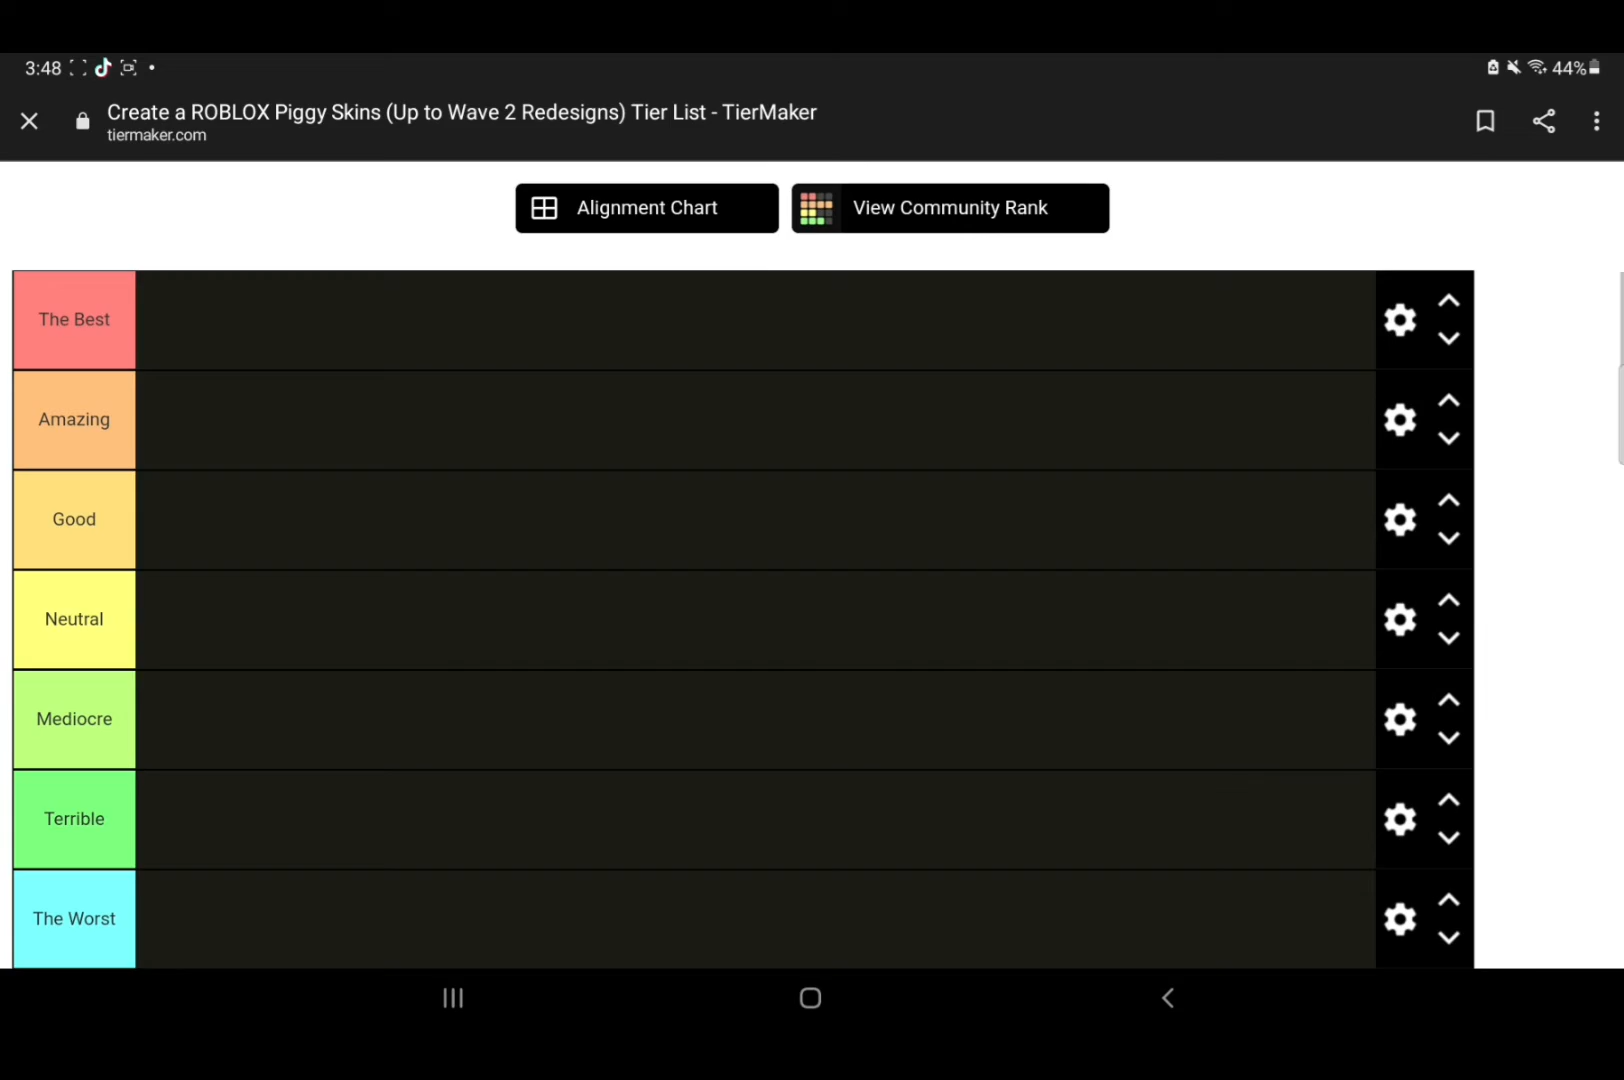 3:48
44%
Create a ROBLOX Piggy Skins (Up to Wave 2 Redesigns) Tier List - TierMaker
tiermaker.com
Alignment Chart
View Community Rank
The Best
Amazing
Good
Neutral
Mediocre
Terrible
The Worst